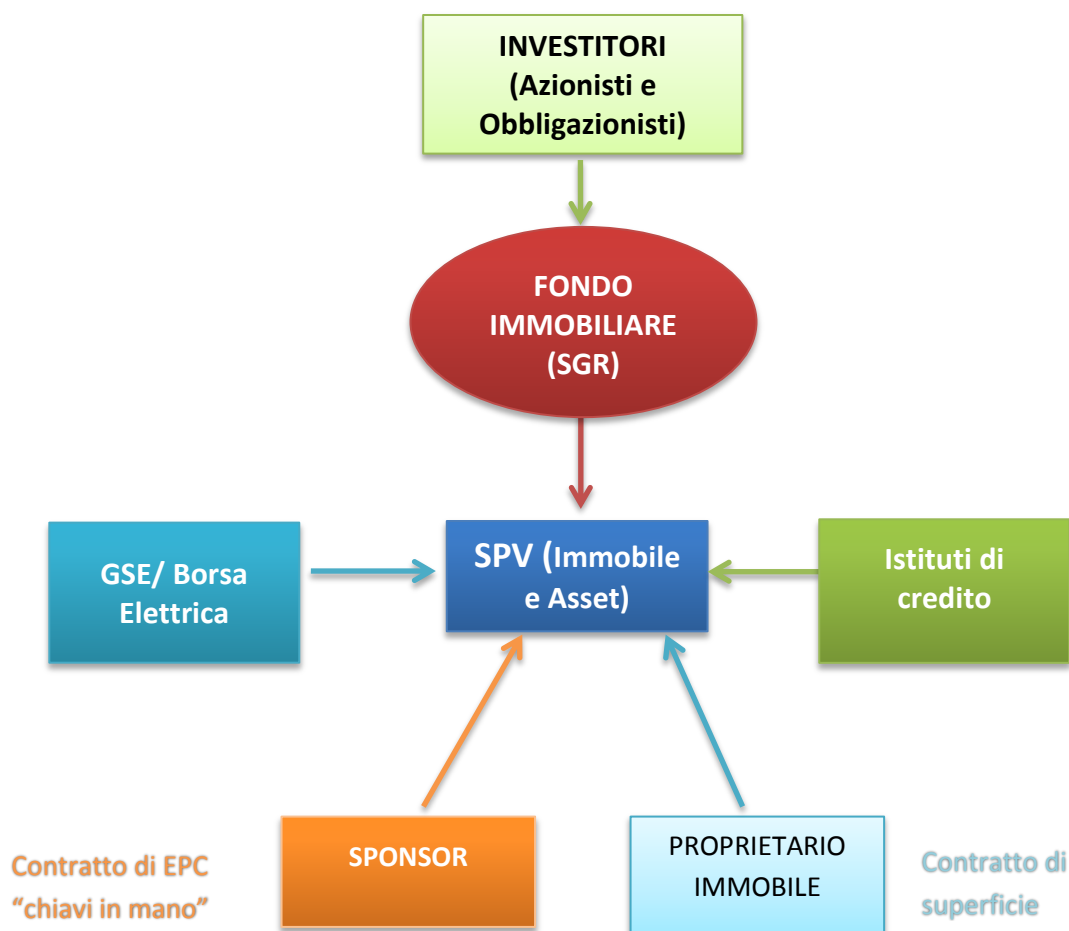 INVESTITORI
(Azionisti e
Obbligazionisti)
FONDO
IMMOBILIARE
(SGR)
GSE/ Borsa
Elettrica
SPV (Immobile
e Asset)
Istituti di
credito
Contratto di EPC
“chiavi in mano”
SPONSOR
PROPRIETARIO
IMMOBILE
Contratto di
superficie